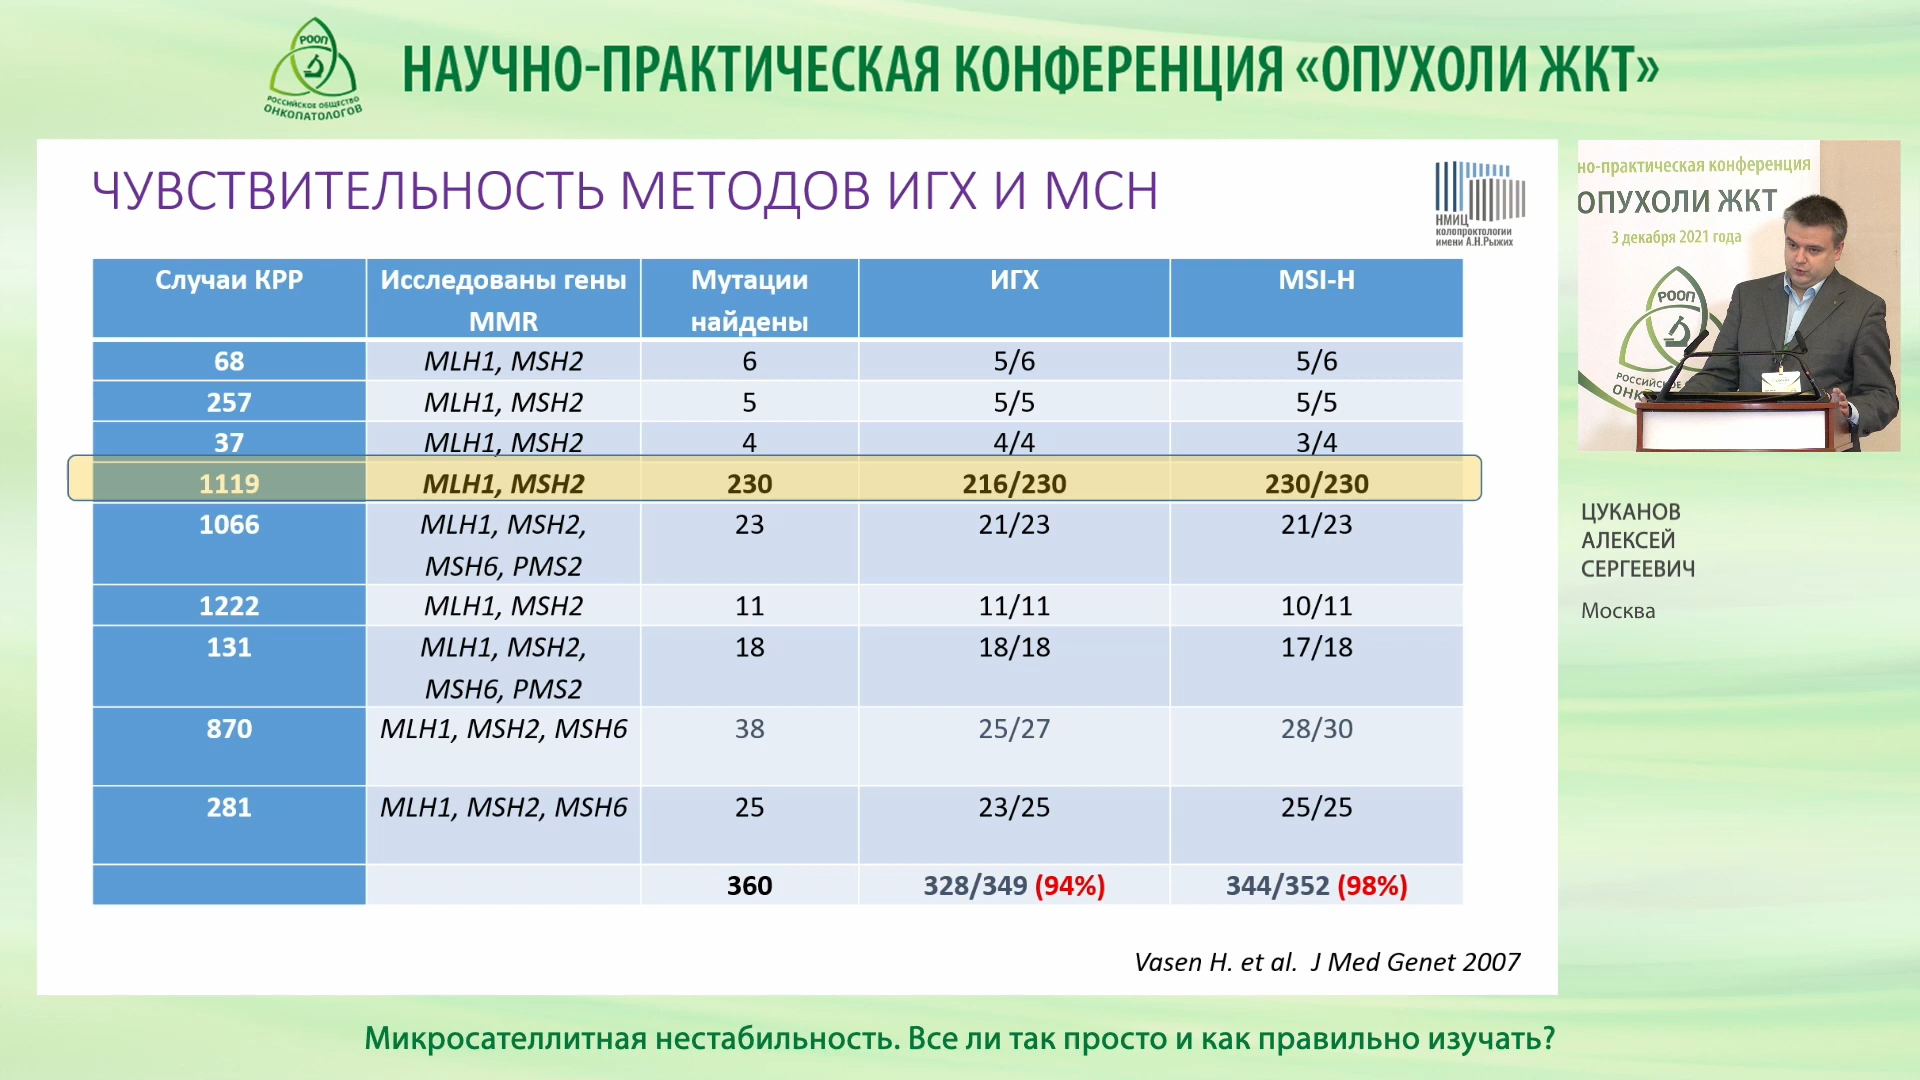 РООП
РОССИЙСКОЕ ОБЩЕСТВО
ОНКОПАТОЛОГОВ
НАУЧНО-ПРАКТИЧЕСКАЯ КОНФЕРЕНЦИЯ «ОПУХОЛИ ЖКТ»
ЧУВСТВИТЕЛЬНОСТЬ МЕТОДОВ ИГХ И МСН
НМИЦ
колопроктологии
имени А.Н.Рыжих
Случаи КРР Исследованы гены MMR Мутации найдены ИГХ MSI-H
68 MLH1, MSH2 6 5/6 5/6
257 MLH1, MSH2 5 5/5 5/5
37 MLH1, MSH2 4 4/4 3/4
1119 MLH1, MSH2 230 216/230 230/230
1066 MLH1, MSH2, MSH6, PMS2 23 21/23 21/23
1222 MLH1, MSH2 11 11/11 10/11
131 MLH1, MSH2, MSH6, PMS2 18 18/18 17/18
870 MLH1, MSH2, MSH6 38 25/27 28/30
281 MLH1, MSH2, MSH6 25 23/25 25/25
360 328/349 (94%) 344/352 (98%)
Vasen H. et al. J Med Genet 2007
но-практическая конференция
ОПУХОЛИ ЖКТ
3 декабря 2021 года
РООП
ЦУКАНОВ
АЛЕКСЕЙ
СЕРГЕЕВИЧ
Москва
Микросателлитная нестабильность. Все ли так просто и как правильно изучать?